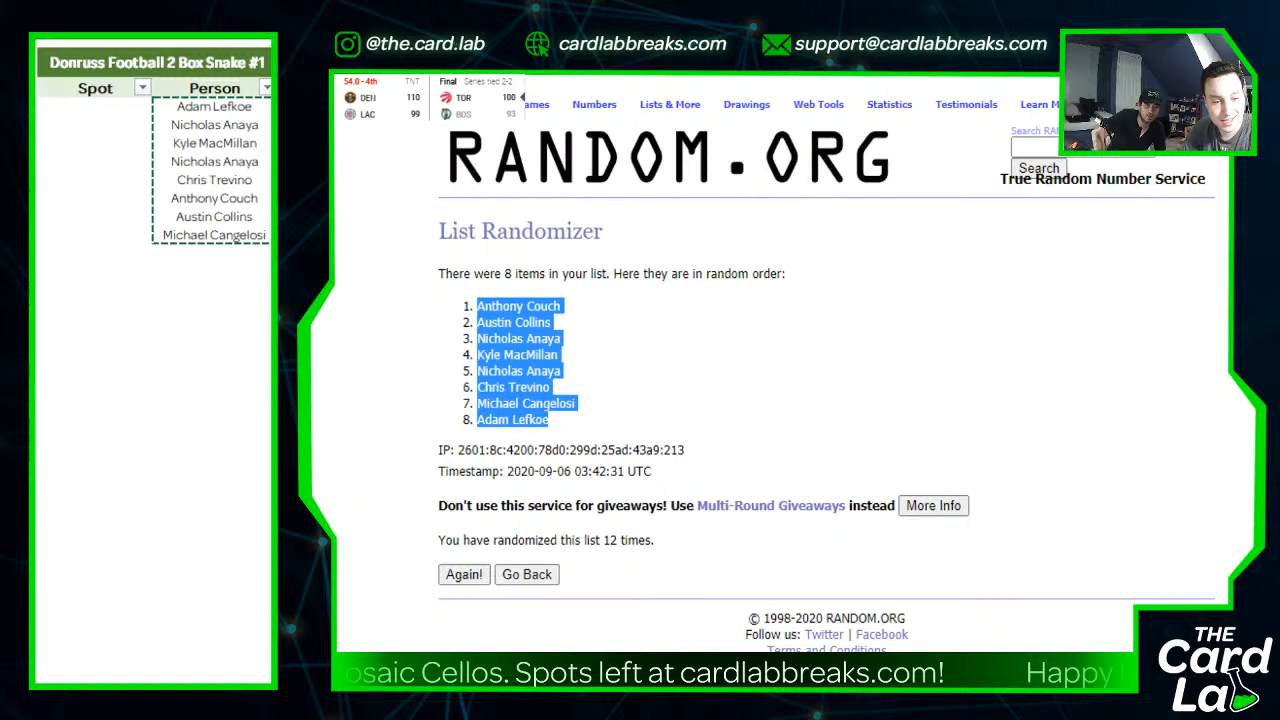 @the.card.lab
cardlabbreaks.com
support@cardlabbreaks.com
Donruss Football 2 Box Snake #1
Spot Person
Adam Lefkoe
Nicholas Anaya
Kyle MacMillan
Nicholas Anaya
Chris Trevino
Anthony Couch
Austin Collins
Michael Cangelosi
54.0 - 4th TNT
DEN 110
LAC 99
Final Series tied 2-2
TOR 100
BOS 93
ames Numbers Lists & More Drawings Web Tools Statistics Testimonials Learn M
RANDOM.ORG
Search RAN
Search
True Random Number Service
List Randomizer
There were 8 items in your list. Here they are in random order:
1. Anthony Couch
2. Austin Collins
3. Nicholas Anaya
4. Kyle MacMillan
5. Nicholas Anaya
6. Chris Trevino
7. Michael Cangelosi
8. Adam Lefkoe
IP: 2601:8c:4200:78d0:299d:25ad:43a9:213
Timestamp: 2020-09-06 03:42:31 UTC
Don't use this service for giveaways! Use Multi-Round Giveaways instead More Info
You have randomized this list 12 times.
Again! Go Back
© 1998-2020 RANDOM.ORG
Follow us: Twitter | Facebook
Terms and Conditions
osaic Cellos. Spots left at cardlabbreaks.com! Happy
THE
Card
Lab